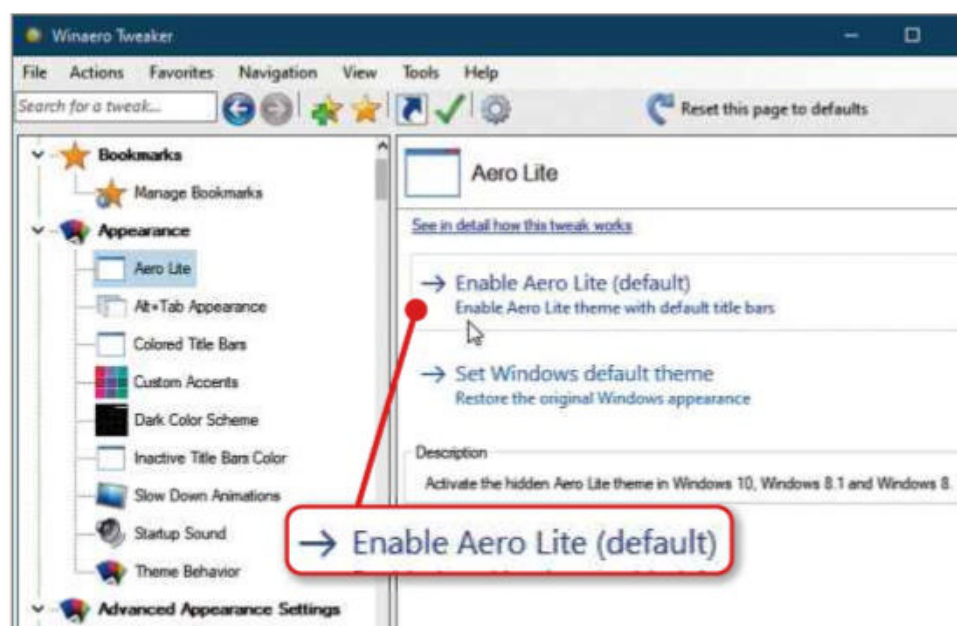 Winaero Tweaker
File Actions Favorites Navigation View Tools Help
Search for a tweak...
Reset this page to defaults
Bookmarks
Manage Bookmarks
Appearance
Aero Lite
Alt+Tab Appearance
Colored Title Bars
Custom Accents
Dark Color Scheme
Inactive Title Bars Color
Slow Down Animations
Startup Sound
Theme Behavior
Advanced Appearance Settings
Aero Lite
See in detail how this tweak works
→ Enable Aero Lite (default)
Enable Aero Lite theme with default title bars
→ Set Windows default theme
Restore the original Windows appearance
Description
Activate the hidden Aero Lite theme in Windows 10, Windows 8.1 and Windows 8.
→ Enable Aero Lite (default)